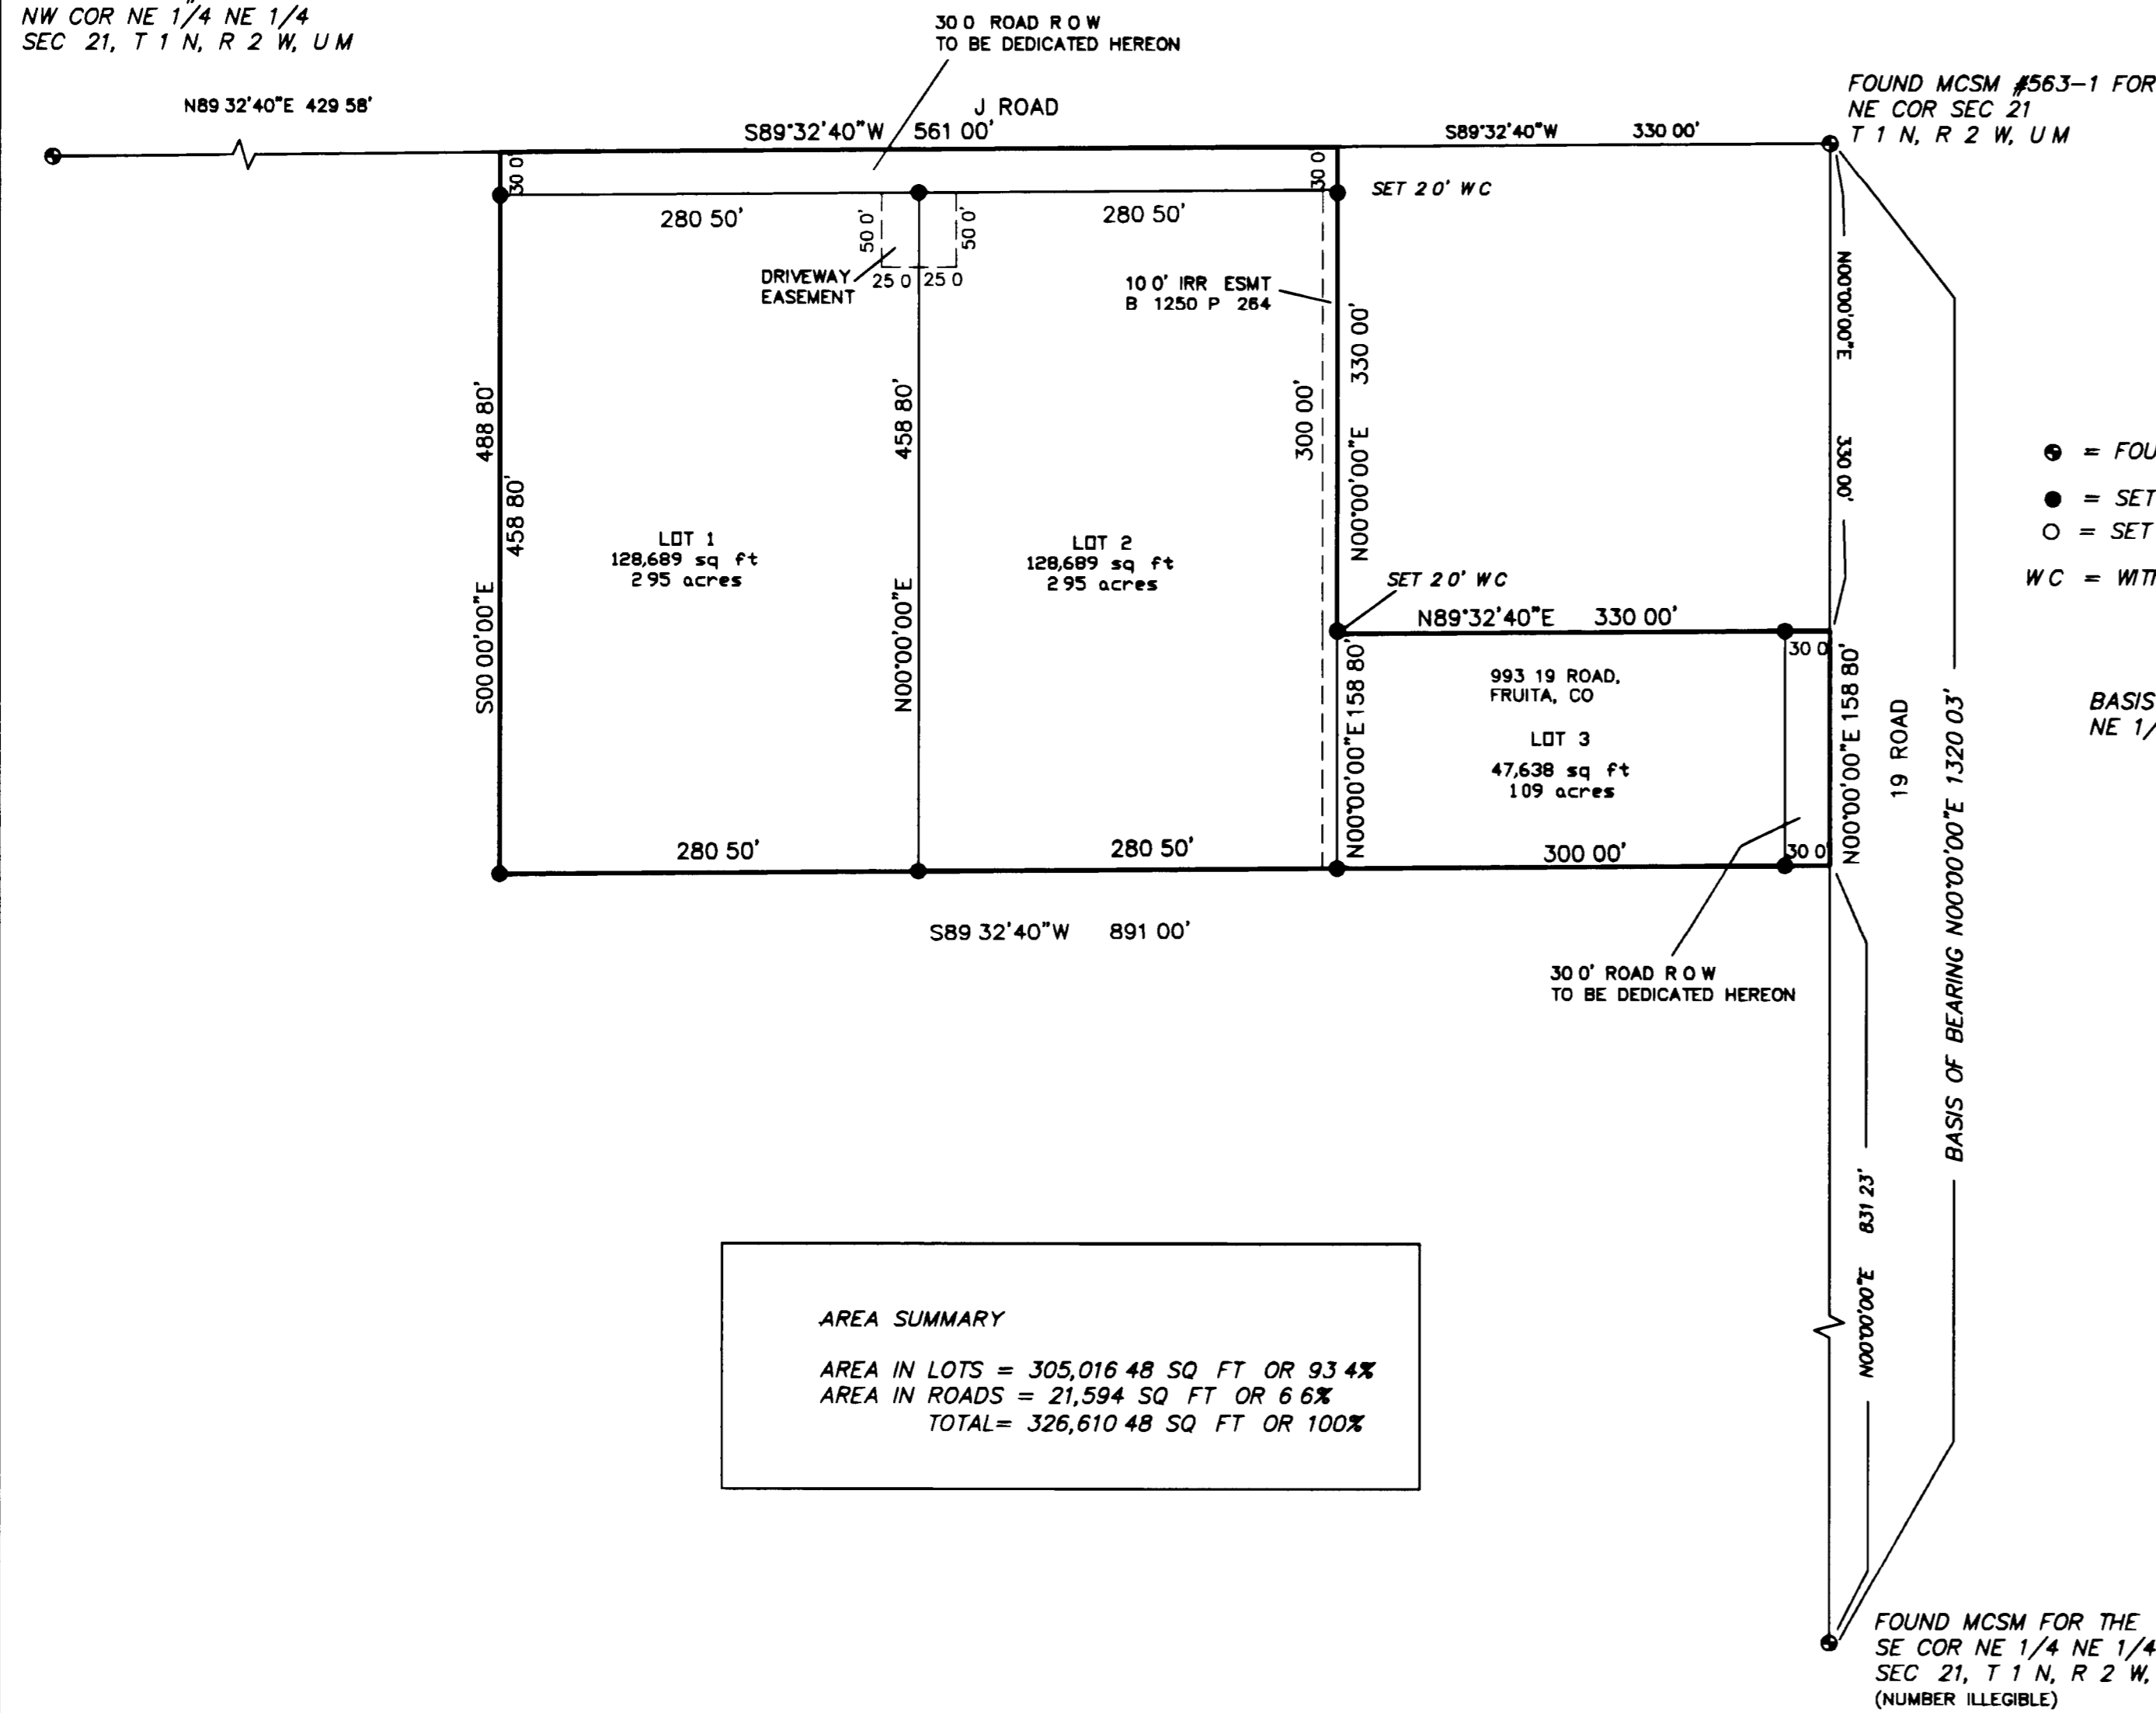 NW COR NE 1/4 NE 1/4
SEC 21, T 1 N, R 2 W, U M
30 0 ROAD R O W
TO BE DEDICATED HEREON
N89 32'40"E 429 58'
J ROAD
S89°32'40"W 561 00'
S89°32'40"W 330 00'
FOUND MCSM #563-1 FOR
NE COR SEC 21
T 1 N, R 2 W, U M
30 0
30 0
SET 2 0' W C
280 50'
280 50'
50 0'
50 0'
DRIVEWAY
EASEMENT
25 0
25 0
10 0' IRR ESMT
B 1250 P 264
N00°00'00"E 330 00'
300 00'
N00°00'00"E 330 00'
S00 00'00"E 488 80'
458 80'
N00°00'00"E 458 80'
= FOU
= SET
= SET
W C = WIT
LOT 1
128,689 sq ft
2 95 acres
LOT 2
128,689 sq ft
2 95 acres
SET 2 0' W C
N89°32'40"E 330 00'
30 0
N00°00'00"E 158 80'
993 19 ROAD,
FRUITA, CO
LOT 3
47,638 sq ft
1 09 acres
N00°00'00"E 158 80'
19 ROAD
BASIS OF BEARING N00°00'00"E 1320 03'
BASIS
NE 1/
280 50'
280 50'
300 00'
30 0
S89 32'40"W 891 00'
30 0' ROAD R O W
TO BE DEDICATED HEREON
N00°00'00"E 831 23'
AREA SUMMARY
AREA IN LOTS = 305,016 48 SQ FT OR 93 4%
AREA IN ROADS = 21,594 SQ FT OR 6 6%
TOTAL= 326,610 48 SQ FT OR 100%
FOUND MCSM FOR THE
SE COR NE 1/4 NE 1/4
SEC 21, T 1 N, R 2 W,
(NUMBER ILLEGIBLE)